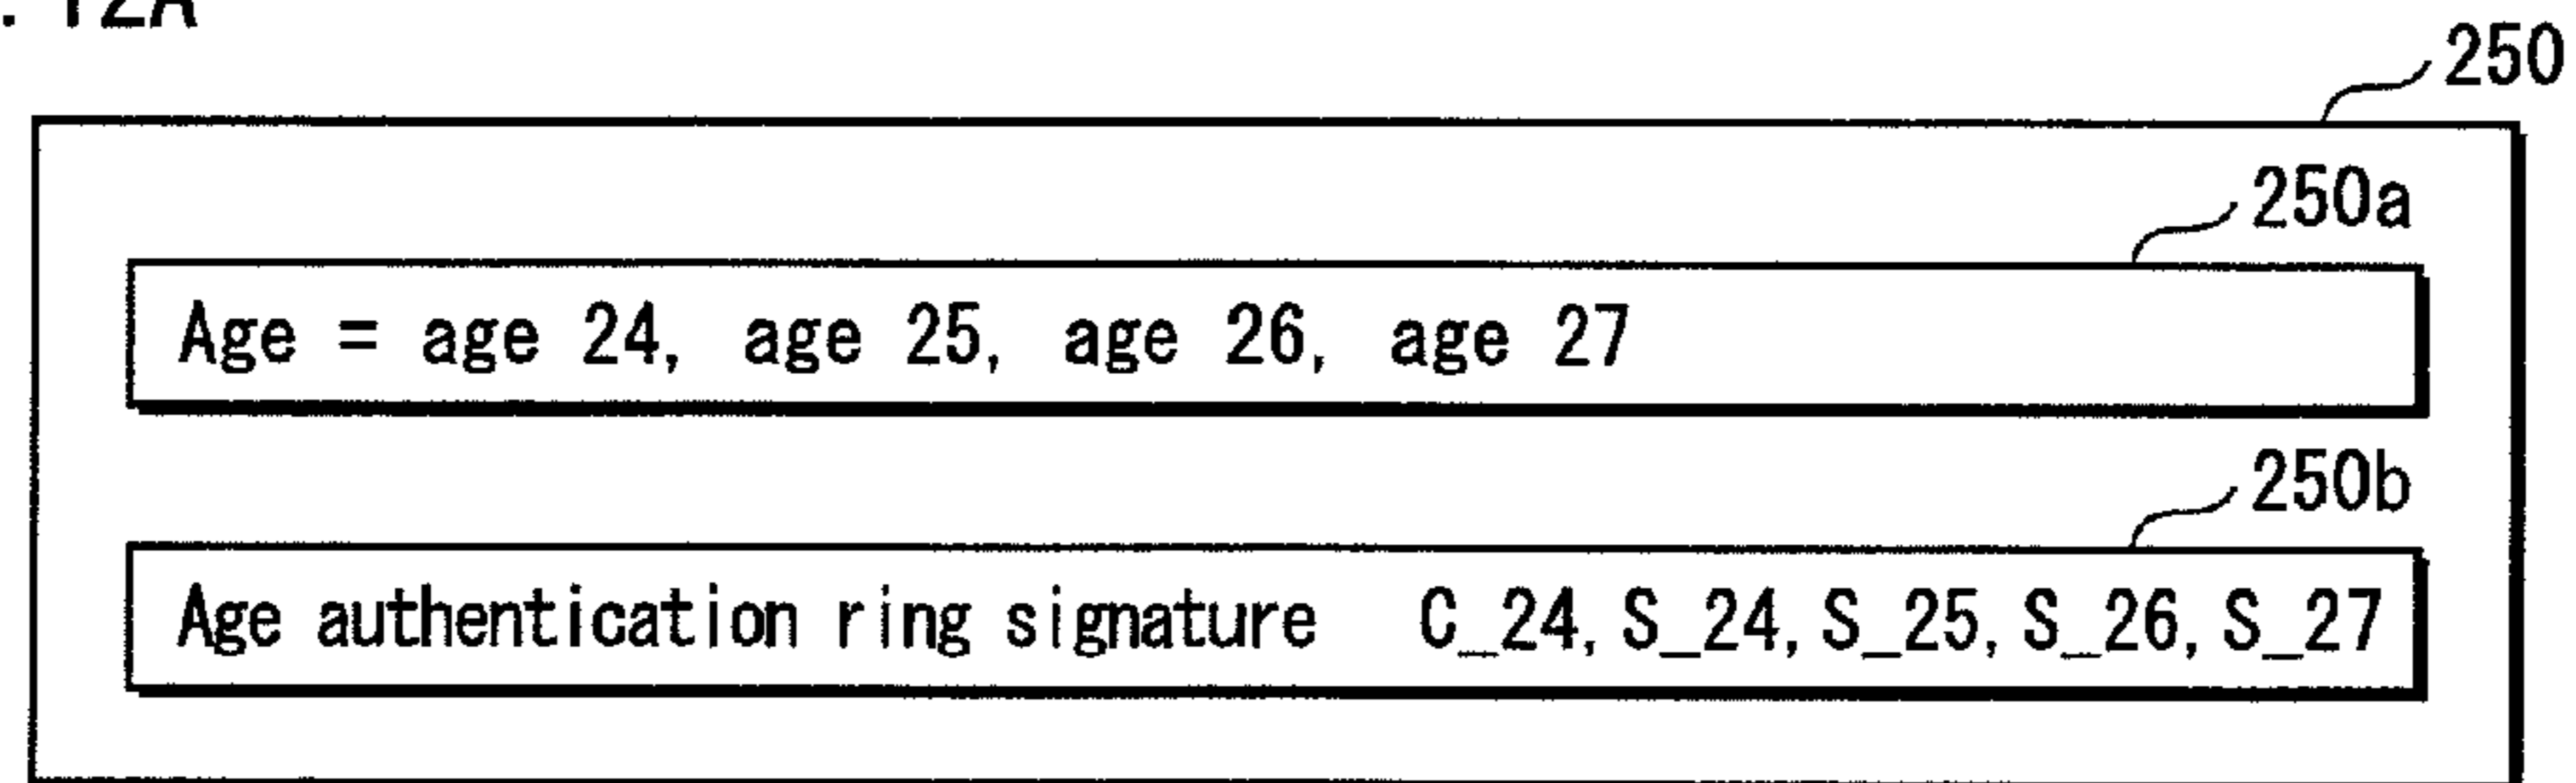 . 12A
250
250a
Age = age 24, age 25, age 26, age 27
250b
Age authentication ring signature C_24, S_24, S_25, S_26, S_27